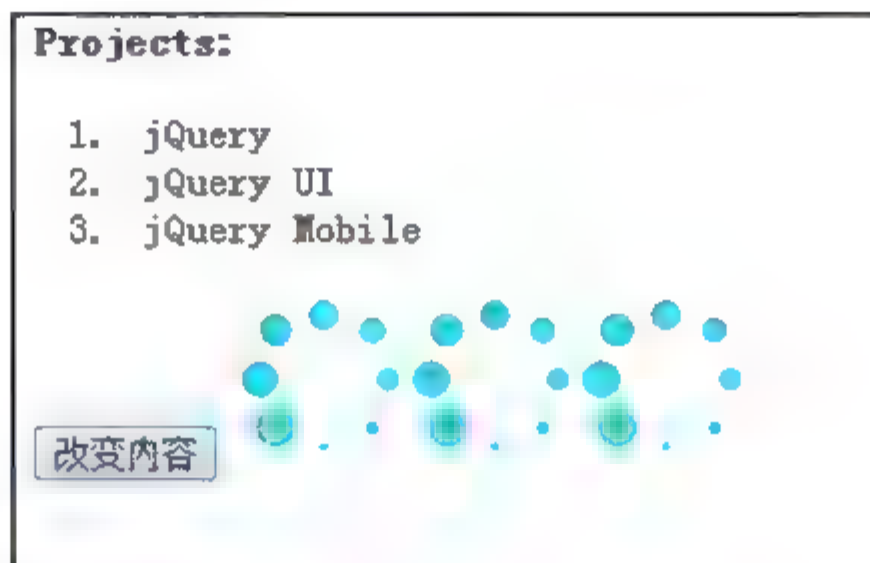 Projects:
1. jQuery
2. jQuery UI
3. jQuery Mobile
改变内容